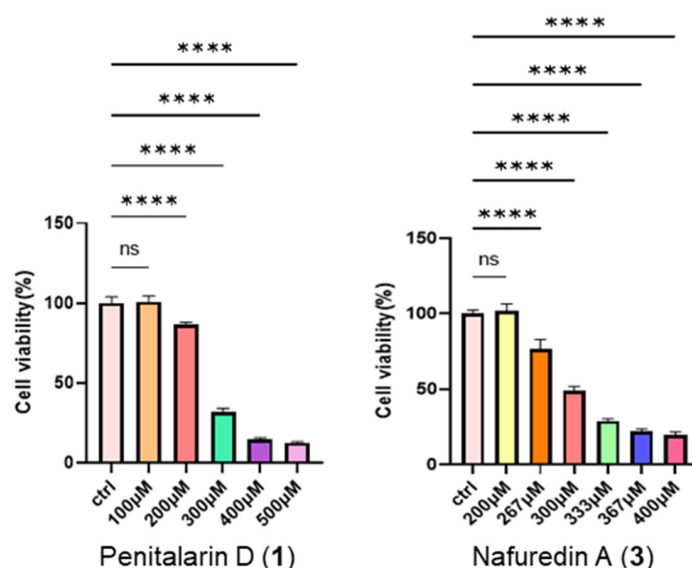 ****
****
****
****
ns
150
100
50
0
Cell viability(%)
ctrl
100μM
200μM
300μM
400μM
500μM
Penitalarin D (1)
****
****
****
****
****
ns
150
100
50
0
Cell viability(%)
ctrl
200μM
267μM
300μM
333μM
367μM
400μM
Nafuredin A (3)